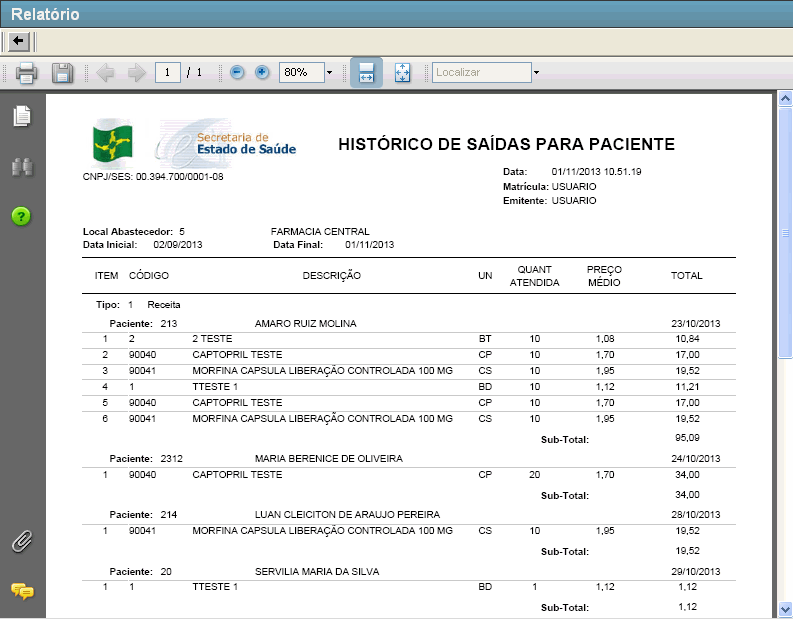 Relatório
1 / 1 80% Localizar
Secretaria de
Estado de Saúde
HISTÓRICO DE SAÍDAS PARA PACIENTE
CNPJ/SES: 00.394.700/0001-08
Data: 01/11/2013 10.51.19
Matrícula: USUARIO
Emitente: USUARIO
Local Abastecedor: 5 FARMACIA CENTRAL
Data Inicial: 02/09/2013 Data Final: 01/11/2013
ITEM CÓDIGO DESCRIÇÃO UN QUANT ATENDIDA PREÇO MÉDIO TOTAL
Tipo: 1 Receita
Paciente: 213 AMARO RUIZ MOLINA 23/10/2013
1 2 2 TESTE BT 10 1,08 10,84
2 90040 CAPTOPRIL TESTE CP 10 1,70 17,00
3 90041 MORFINA CAPSULA LIBERAÇÃO CONTROLADA 100 MG CS 10 1,95 19,52
4 1 TTESTE 1 BD 10 1,12 11,21
5 90040 CAPTOPRIL TESTE CP 10 1,70 17,00
6 90041 MORFINA CAPSULA LIBERAÇÃO CONTROLADA 100 MG CS 10 1,95 19,52
Sub-Total: 95,09
Paciente: 2312 MARIA BERENICE DE OLIVEIRA 24/10/2013
1 90040 CAPTOPRIL TESTE CP 20 1,70 34,00
Sub-Total: 34,00
Paciente: 214 LUAN CLEICITON DE ARAUJO PEREIRA 28/10/2013
1 90041 MORFINA CAPSULA LIBERAÇÃO CONTROLADA 100 MG CS 10 1,95 19,52
Sub-Total: 19,52
Paciente: 20 SERVILIA MARIA DA SILVA 29/10/2013
1 1 TTESTE 1 BD 1 1,12 1,12
Sub-Total: 1,12